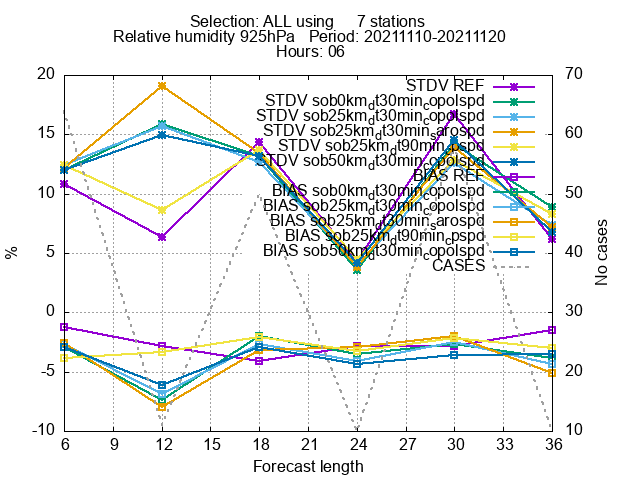 Selection: ALL using 7 stations
Relative humidity 925hPa Period: 20211110-20211120
Hours: 06
STDV REF
STDV sob0km_dt30min_copolspd
STDV sob25km_dt30min_copolspd
STDV sob25km_dt30min_sarospd
STDV sob25km_dt90min_pspd
STDV sob50km_dt30min_copolspd
BIAS REF
BIAS sob0km_dt30min_copolspd
BIAS sob25km_dt30min_copolspd
BIAS sob25km_dt30min_sarospd
BIAS sob25km_dt90min_pspd
BIAS sob50km_dt30min_copolspd
CASES
20
15
10
5
0
-5
-10
%
70
60
50
40
30
20
10
No cases
6 9 12 15 18 21 24 27 30 33 36
Forecast length